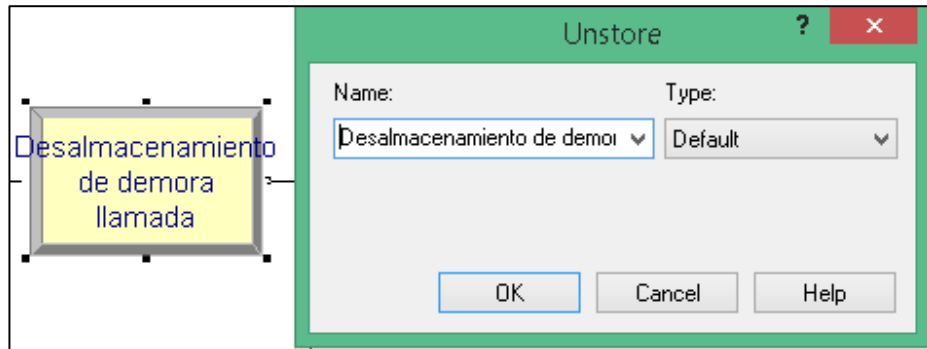 Unstore
?
×
Desalmacenamiento
de demora
llamada
Name:
Type:
Desalmacenamiento de demor
Default
OK
Cancel
Help